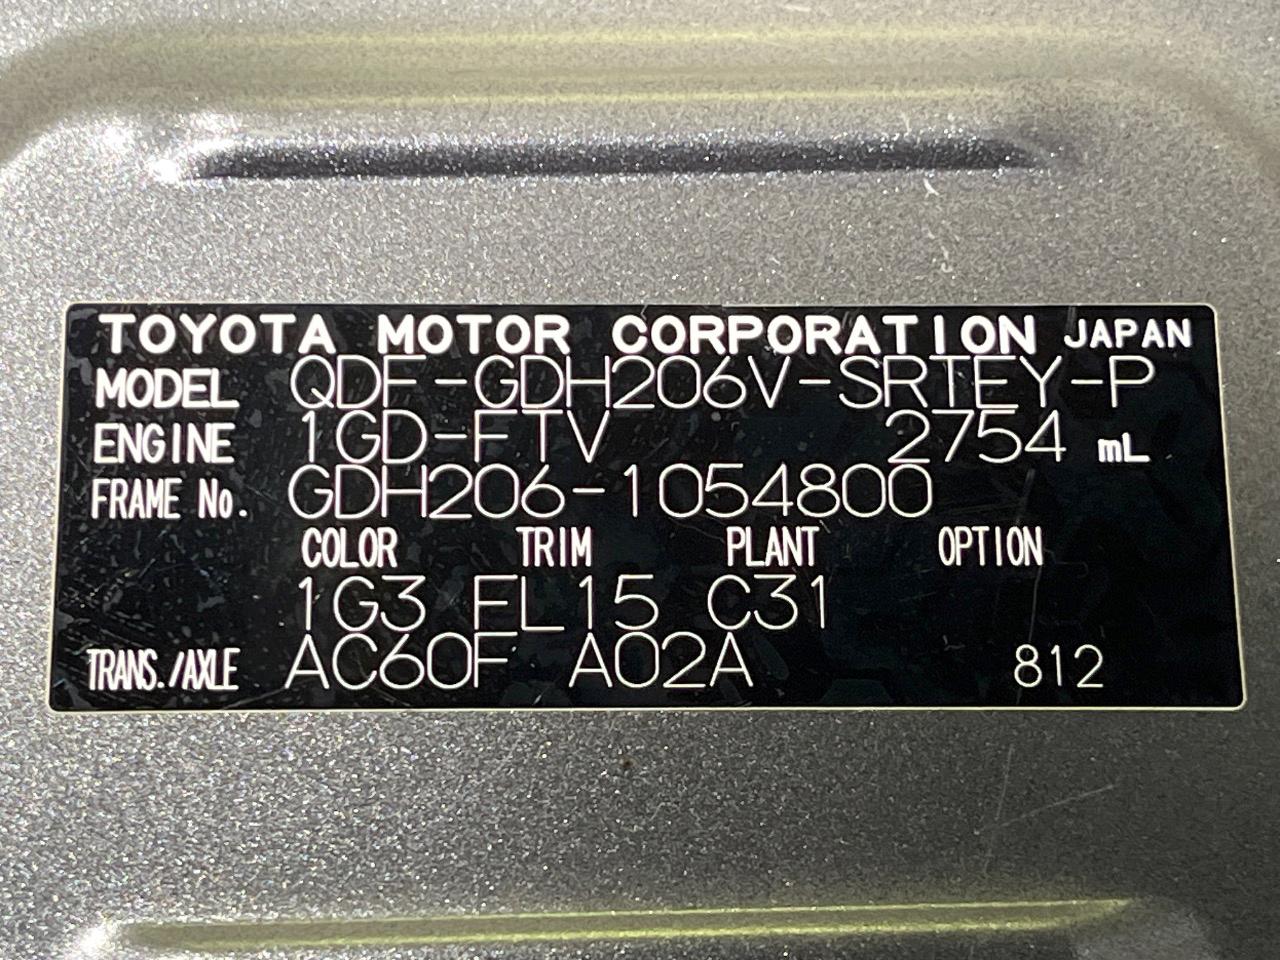 TOYOTA MOTOR CORPORATION JAPAN
MODEL QDF-GDH206V-SRTEY-P
ENGINE 1GD-FTV 2754 mL
FRAME No. GDH206-1054800
COLOR TRIM PLANT OPTION
1G3 FL15 C31
TRANS./AXLE AC60F A02A 812